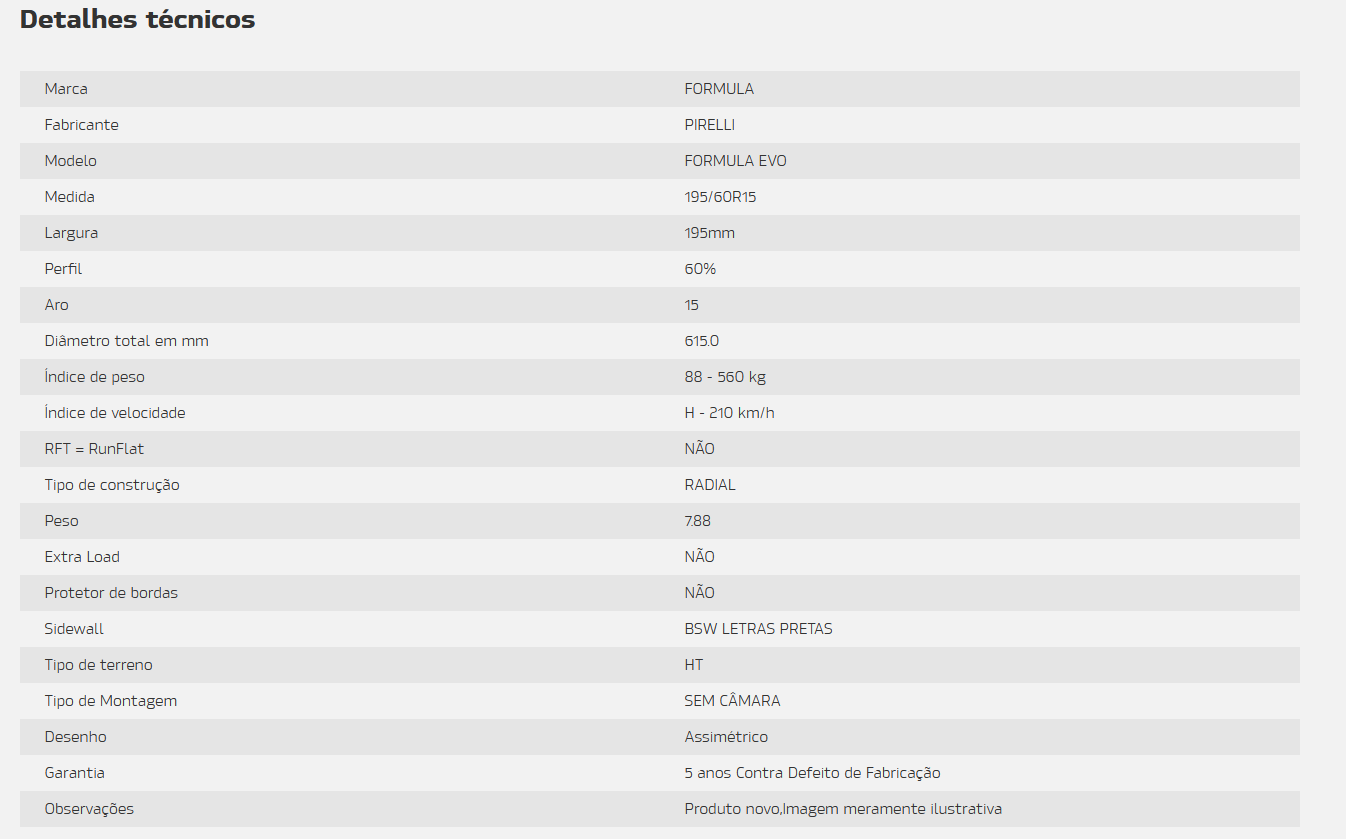 Detalhes técnicos
Marca FORMULA
Fabricante PIRELLI
Modelo FORMULA EVO
Medida 195/60R15
Largura 195mm
Perfil 60%
Aro 15
Diâmetro total em mm 615.0
Índice de peso 88 - 560 kg
Índice de velocidade H - 210 km/h
RFT = RunFlat NÃO
Tipo de construção RADIAL
Peso 7.88
Extra Load NÃO
Protetor de bordas NÃO
Sidewall BSW LETRAS PRETAS
Tipo de terreno HT
Tipo de Montagem SEM CÂMARA
Desenho Assimétrico
Garantia 5 anos Contra Defeito de Fabricação
Observações Produto novo,Imagem meramente ilustrativa